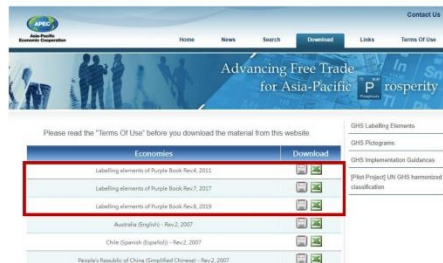 Contact Us
APEC
Asia-Pacific
Economic Cooperation
Home News Search Download Links Terms Of Use
Advancing Free Trade
for Asia-Pacific Prosperity
Please read the "Terms Of Use" before you download the material from this website
Economies Download
Labelling elements of Purple Book Rev.4, 2011
Labelling elements of Purple Book Rev.7, 2017
Labelling elements of Purple Book Rev.8, 2019
Australia (English) - Rev.2, 2007
Chile (Spanish (Español)) - Rev.2, 2007
People's Republic of China (Simplified Chinese) - Rev.2, 2007
GHS Labelling Elements
GHS Pictograms
GHS Implementation Guidances
[Pilot Project] UN GHS harmonized
classification